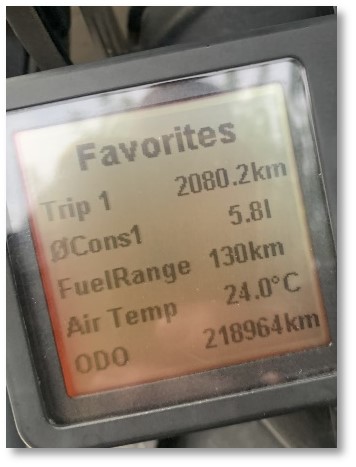 Favorites
Trip 1 2080.2km
ØCons1 5.8l
FuelRange 130km
Air Temp 24.0°C
ODO 218964km